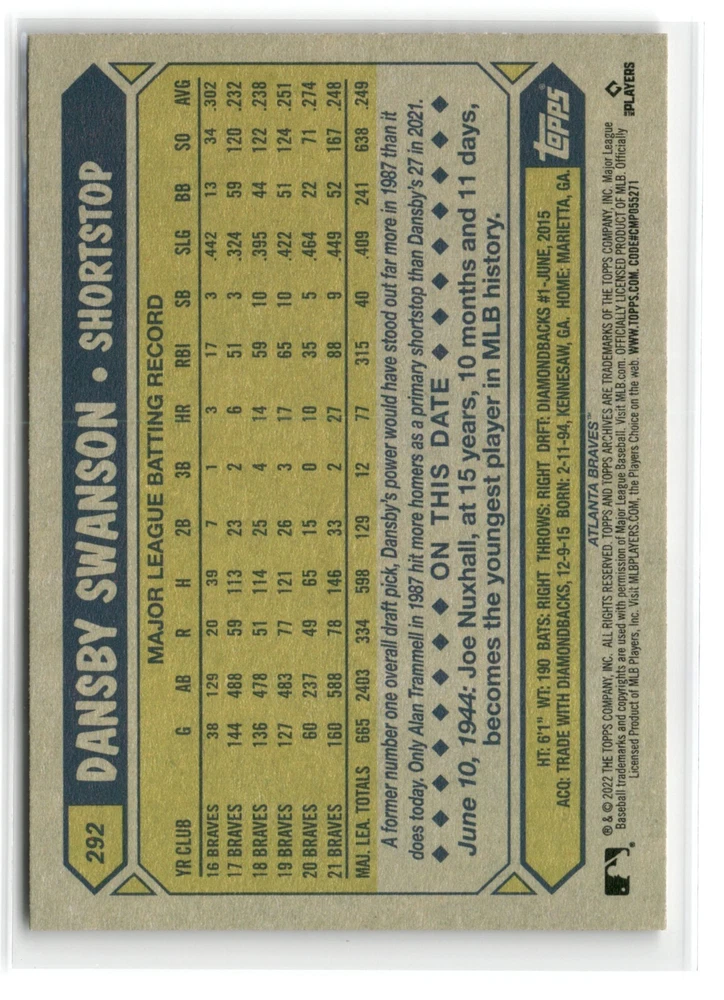 292
DANSBY SWANSON • SHORTSTOP
MAJOR LEAGUE BATTING RECORD
YR CLUB G AB R H 2B 3B HR RBI SB SLG BB SO AVG
16 BRAVES 38 129 20 39 7 1 3 17 3 .442 13 34 .302
17 BRAVES 144 488 59 113 23 2 6 51 3 .324 59 120 .232
18 BRAVES 136 478 51 114 25 4 14 59 10 .395 44 122 .238
19 BRAVES 127 483 77 121 26 3 17 65 10 .422 51 124 .251
20 BRAVES 60 237 49 65 15 0 10 35 5 .464 22 71 .274
21 BRAVES 160 588 78 146 33 2 27 88 9 .449 52 167 .248
MAJ. LEA. TOTALS 665 2403 334 598 129 12 77 315 40 .409 241 638 .249
A former number one overall draft pick, Dansby's power would have stood out far more in 1987 than it
does today. Only Alan Trammell in 1987 hit more homers as a primary shortstop than Dansby's 27 in 2021.
◆ ◆ ◆ ◆ ◆ ◆ ◆ ON THIS DATE ◆ ◆ ◆ ◆ ◆ ◆ ◆
June 10, 1944: Joe Nuxhall, at 15 years, 10 months and 11 days,
becomes the youngest player in MLB history.
topps
HT: 6'1" WT: 190 BATS: RIGHT THROWS: RIGHT DRFT: DIAMONDBACKS #1-JUNE, 2015
ACQ: TRADE WITH DIAMONDBACKS, 12-9-15 BORN: 2-11-94, KENNESAW, GA. HOME: MARIETTA, GA.
ATLANTA BRAVES™
® & © 2022 THE TOPPS COMPANY, INC. ALL RIGHTS RESERVED. TOPPS AND TOPPS ARCHIVES ARE TRADEMARKS OF THE TOPPS COMPANY, INC. Major League
Baseball trademarks and copyrights are used with permission of Major League Baseball. Visit MLB.com. OFFICIALLY LICENSED PRODUCT OF MLB. Officially
Licensed Product of MLB Players, Inc. Visit MLBPLAYERS.COM, the Players Choice on the web. WWW.TOPPS.COM. CODE#CMP055271
PLAYERS